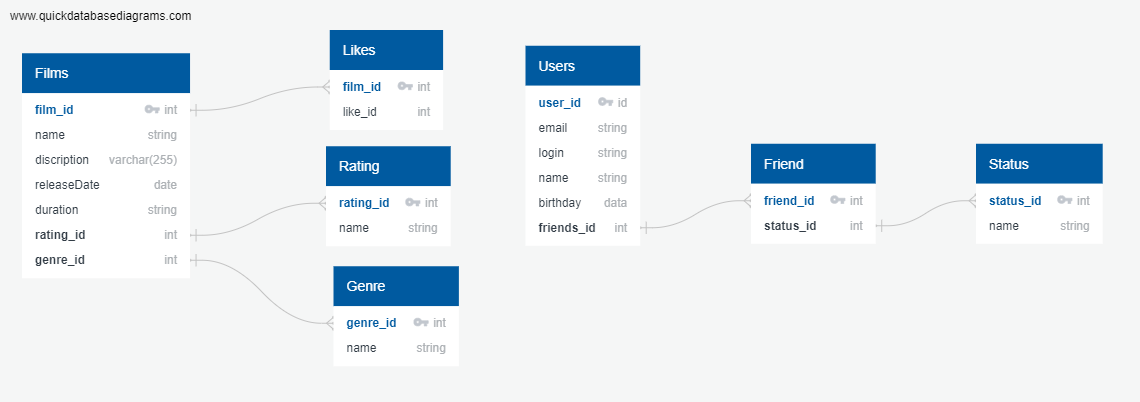 www.quickdatabasediagrams.com
Films
film_id int
name string
discription varchar(255)
releaseDate date
duration string
rating_id int
genre_id int
Likes
film_id int
like_id int
Rating
rating_id int
name string
Genre
genre_id int
name string
Users
user_id id
email string
login string
name string
birthday data
friends_id int
Friend
friend_id int
status_id int
Status
status_id int
name string